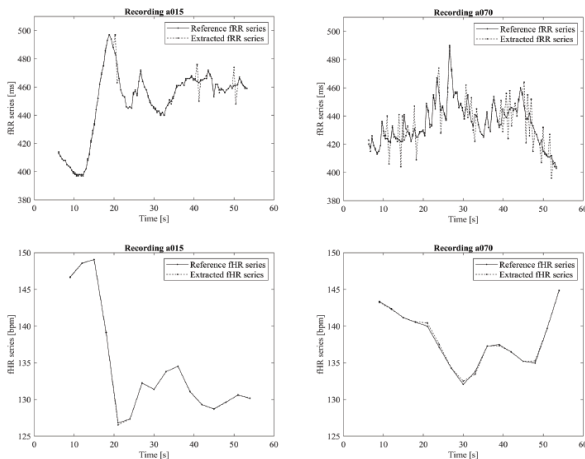 Recording a015
Reference fRR series
Extracted fRR series
fRR series [ms]
500
480
460
440
420
400
380
0 10 20 30 40 50 60
Time [s]
Recording a070
Reference fRR series
Extracted fRR series
fRR series [ms]
500
480
460
440
420
400
380
0 10 20 30 40 50 60
Time [s]
Recording a015
Reference fHR series
Extracted fHR series
fHR series [bpm]
150
145
140
135
130
125
0 10 20 30 40 50 60
Time [s]
Recording a070
Reference fHR series
Extracted fHR series
fHR series [bpm]
150
145
140
135
130
125
0 10 20 30 40 50 60
Time [s]